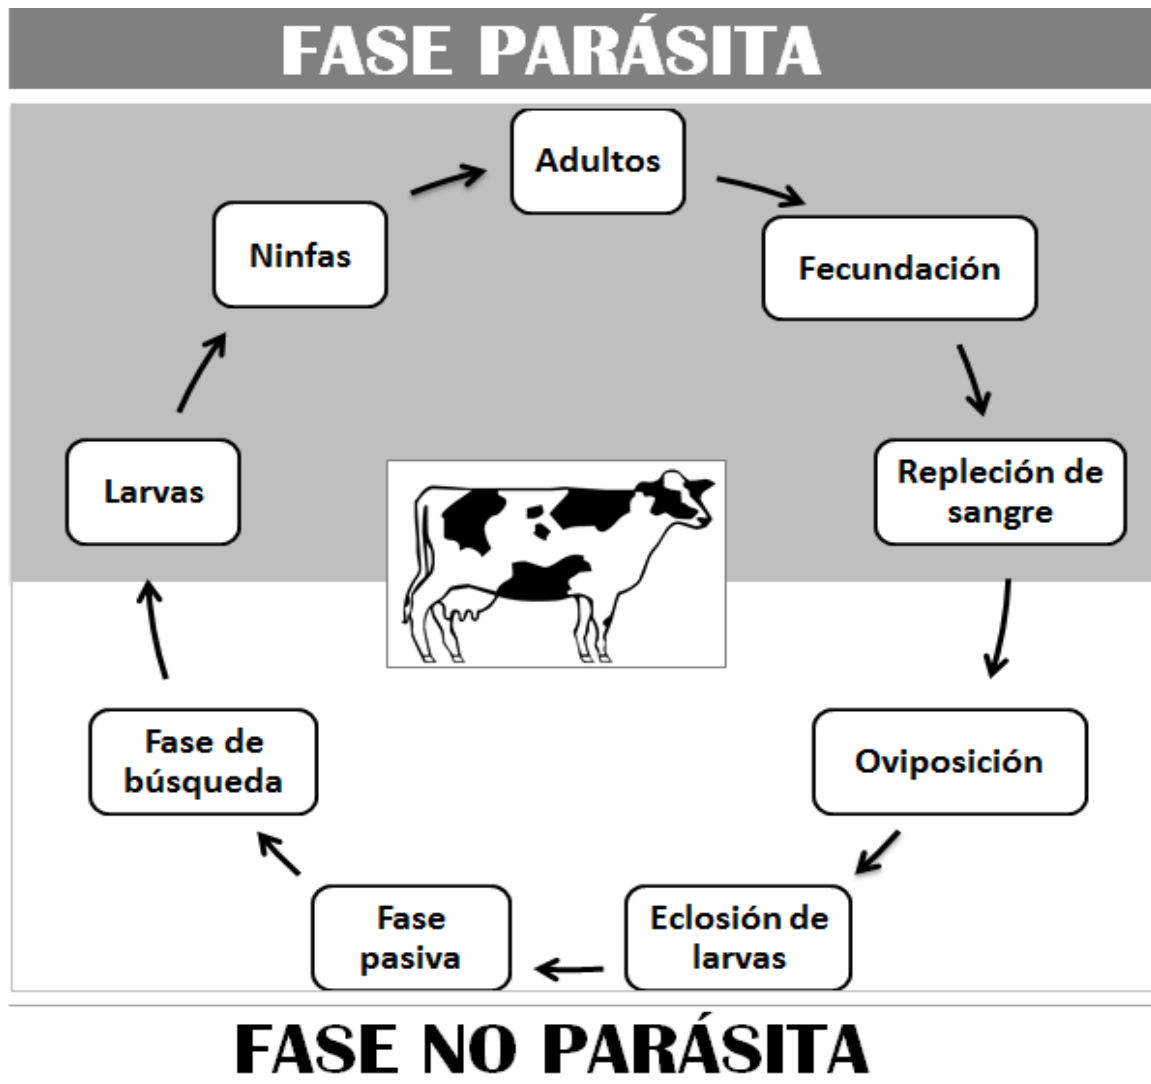 FASE PARÁSITA
Adultos
Ninfas
Fecundación
Larvas
Repleción de
sangre
Fase de
búsqueda
Oviposición
Fase
pasiva
Eclosión de
larvas
FASE NO PARÁSITA